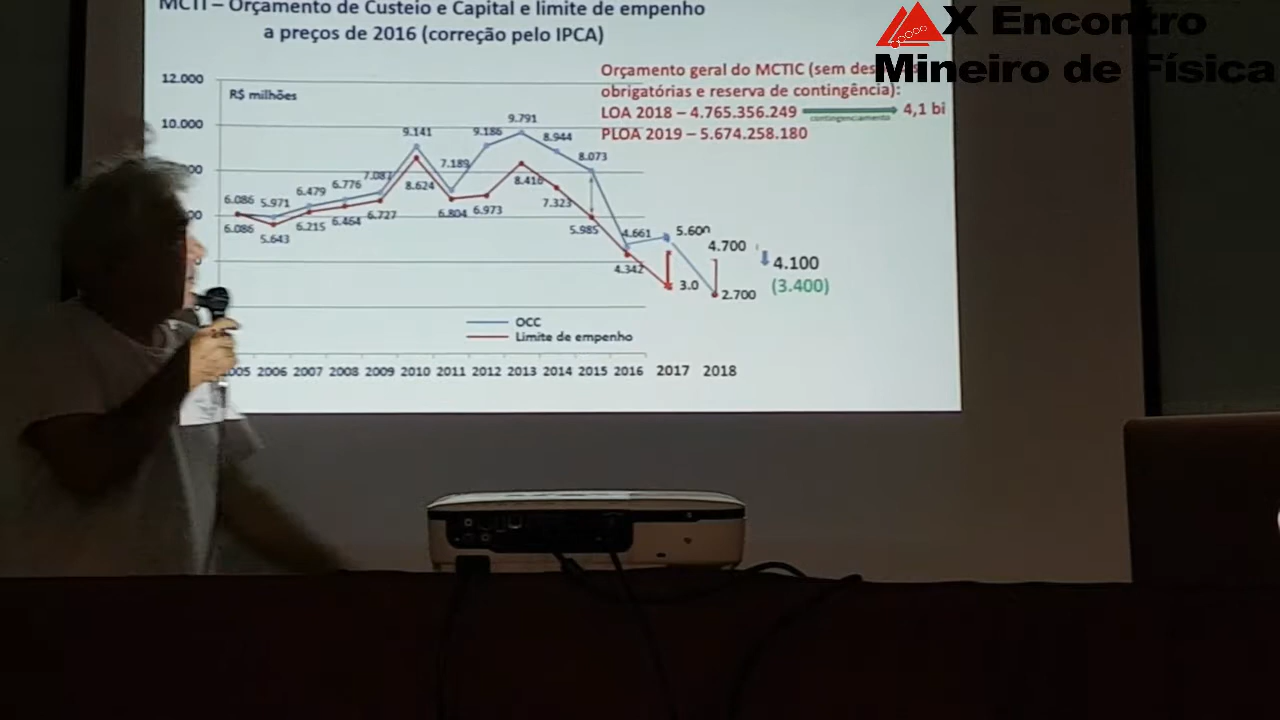 MCTI – Orçamento de Custeio e Capital e limite de empenho
a preços de 2016 (correção pelo IPCA)
X Encontro
Mineiro de Física
Orçamento geral do MCTIC (sem
obrigatórias e reserva de contingência):
LOA 2018 – 4.765.356.249 contingenciamento 4,1 bi
PLOA 2019 – 5.674.258.180
12.000
R$ milhões
10.000
9.141 9.186 9.791 8.944 8.073
6.086 5.971 6.479 6.776 7.189
6.086 5.643 6.215 6.464 6.727 8.624 6.804 6.973 8.416 7.323 5.985
4.661 5.600
4.700
4.342 3.0 2.700
4.100
(3.400)
OCC
Limite de empenho
2006 2007 2008 2009 2010 2011 2012 2013 2014 2015 2016 2017 2018